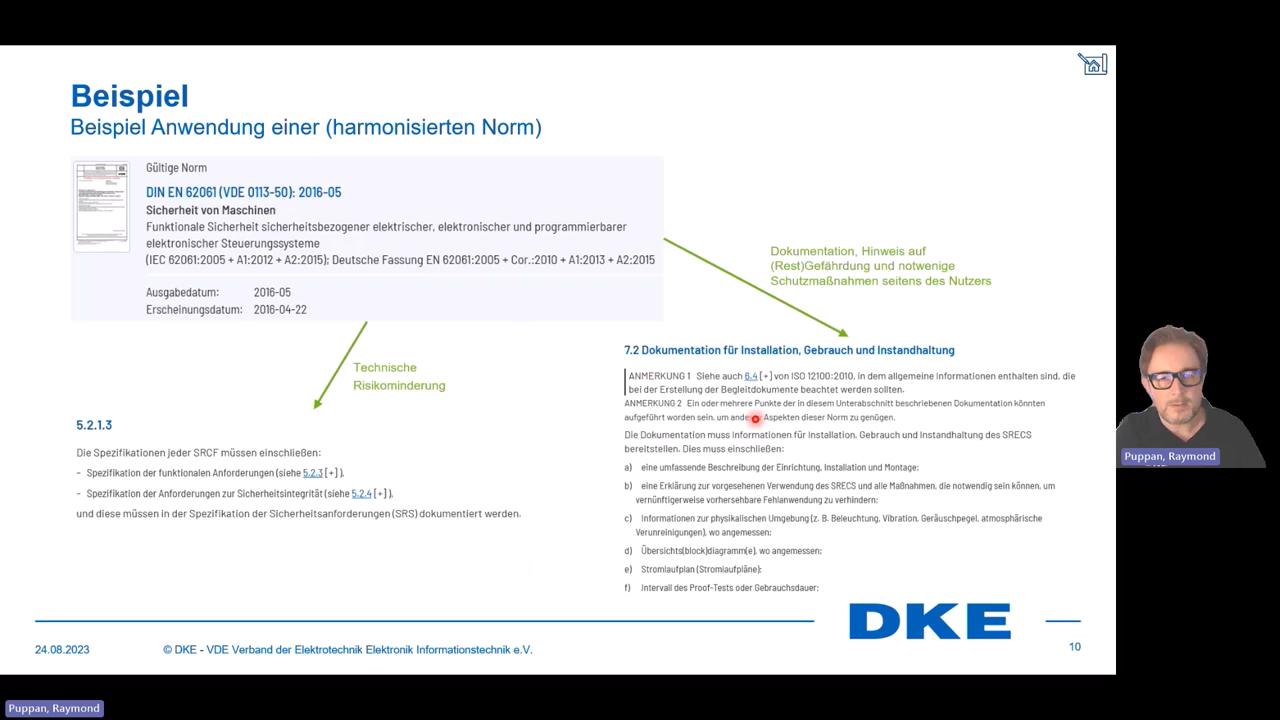 Beispiel
Beispiel Anwendung einer (harmonisierten Norm)
Gültige Norm
DIN EN 62061 (VDE 0113-50): 2016-05
Sicherheit von Maschinen
Funktionale Sicherheit sicherheitsbezogener elektrischer, elektronischer und programmierbarer
elektronischer Steuerungssysteme
(IEC 62061:2005 + A1:2012 + A2:2015); Deutsche Fassung EN 62061:2005 + Cor.:2010 + A1:2013 + A2:2015
Ausgabedatum: 2016-05
Erscheinungsdatum: 2016-04-22
Dokumentation, Hinweis auf
(Rest)Gefährdung und notwenige
Schutzmaßnahmen seitens des Nutzers
Technische
Risikominderung
5.2.1.3
Die Spezifikationen jeder SRCF müssen einschließen:
– Spezifikation der funktionalen Anforderungen (siehe 5.2.3 [+] ),
– Spezifikation der Anforderungen zur Sicherheitsintegrität (siehe 5.2.4 [+] ),
und diese müssen in der Spezifikation der Sicherheitsanforderungen (SRS) dokumentiert werden.
7.2 Dokumentation für Installation, Gebrauch und Instandhaltung
ANMERKUNG 1 Siehe auch 6.4 [+] von ISO 12100:2010, in dem allgemeine Informationen enthalten sind, die
bei der Erstellung der Begleitdokumente beachtet werden sollten.
ANMERKUNG 2 Ein oder mehrere Punkte der in diesem Unterabschnitt beschriebenen Dokumentation könnten
aufgeführt worden sein, um Aspekten dieser Norm zu genügen.
Die Dokumentation muss Informationen für Installation, Gebrauch und Instandhaltung des SRECS
bereitstellen. Dies muss einschließen:
a) eine umfassende Beschreibung der Einrichtung, Installation und Montage;
b) eine Erklärung zur vorgesehenen Verwendung des SRECS und alle Maßnahmen, die notwendig sein können, um
vernünftigerweise vorhersehbare Fehlanwendung zu verhindern;
c) Informationen zur physikalischen Umgebung (z. B. Beleuchtung, Vibration, Geräuschpegel, atmosphärische
Verunreinigungen), wo angemessen;
d) Übersichts(block)diagramm(e), wo angemessen;
e) Stromlaufplan (Stromlaufpläne);
f) Intervall des Proof-Tests oder Gebrauchsdauer;
DKE
24.08.2023
© DKE - VDE Verband der Elektrotechnik Elektronik Informationstechnik e.V.
10
Puppan, Raymond
Puppan, Raymond